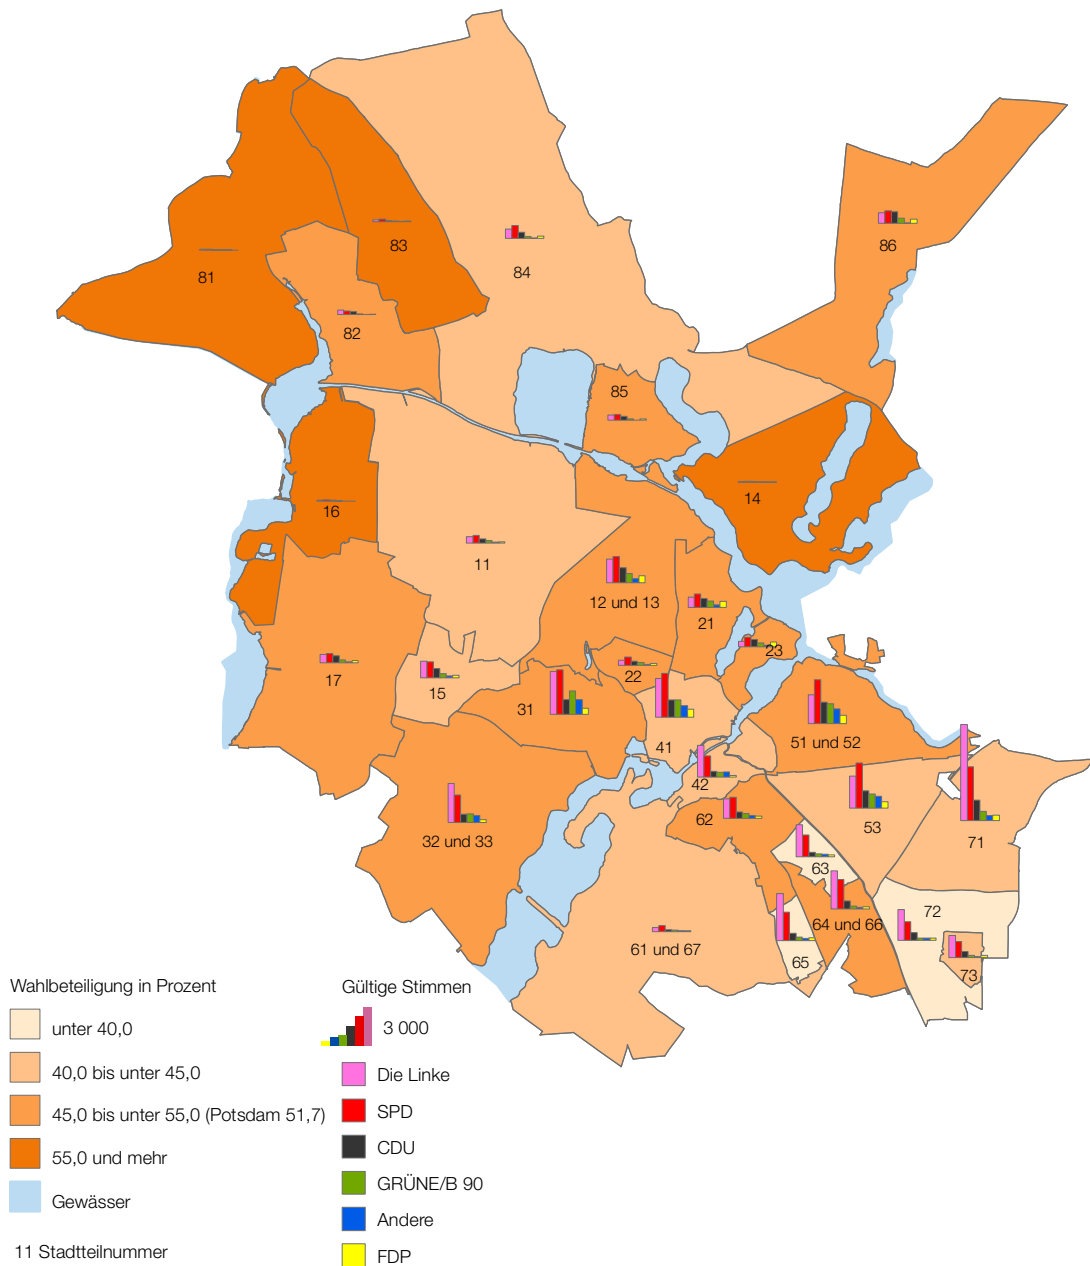 83
86
84
81
82
85
14
16
11
12 und 13
21
23
22
17
15
31
41
51 und 52
42
62
53
32 und 33
71
63
72
64 und 66
61 und 67
65
73
Wahlbeteiligung in Prozent
unter 40,0
40,0 bis unter 45,0
45,0 bis unter 55,0 (Potsdam 51,7)
55,0 und mehr
Gewässer
11 Stadtteilnummer
Gültige Stimmen
3 000
Die Linke
SPD
CDU
GRÜNE/B 90
Andere
FDP